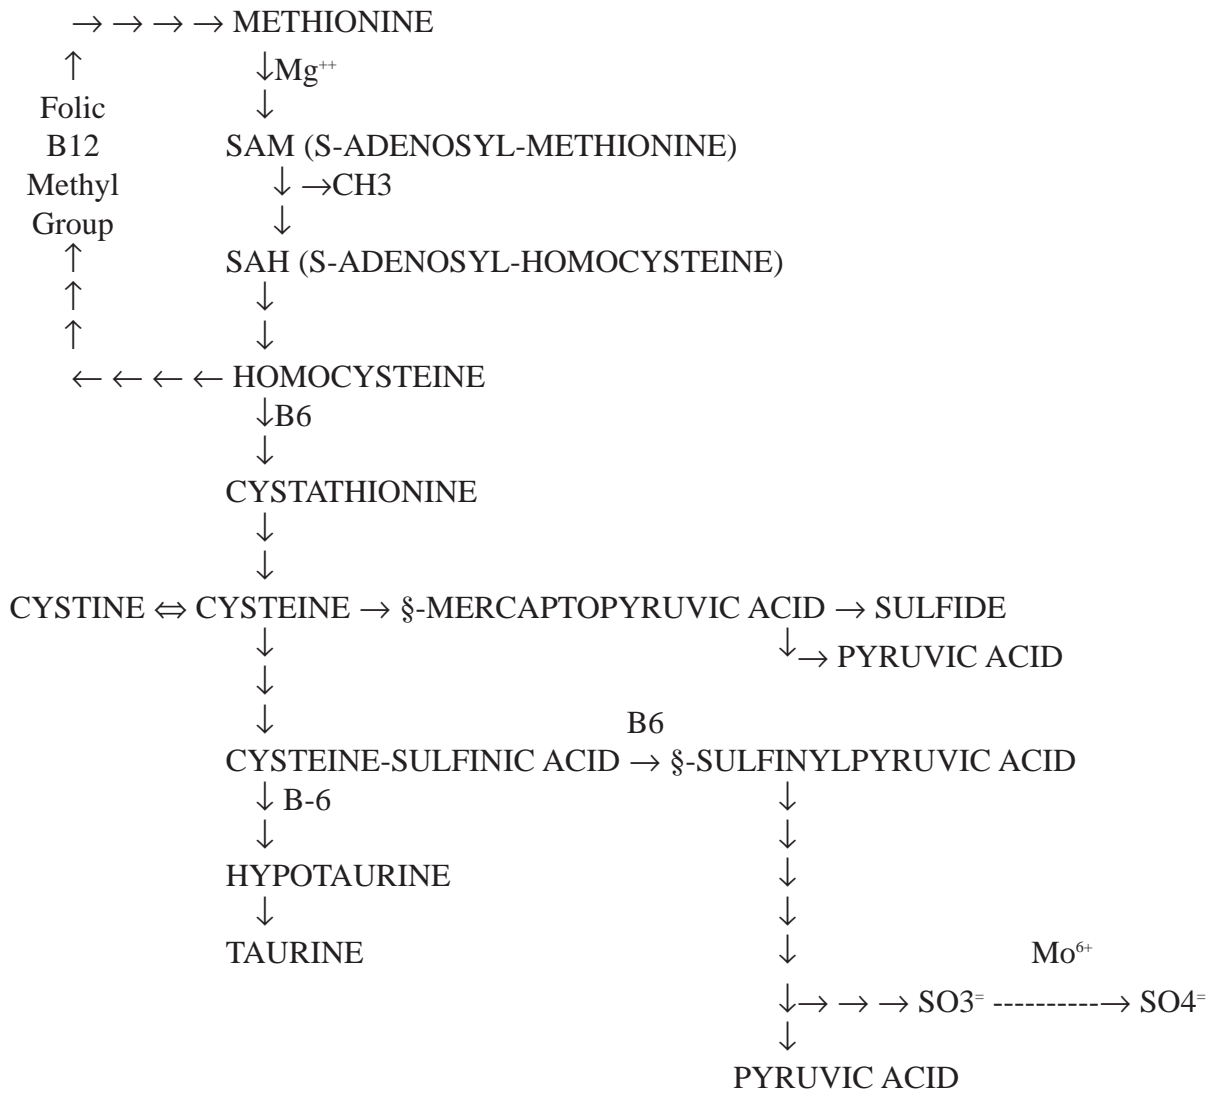 → → → → METHIONINE
↑ ↓Mg⁺⁺
Folic ↓
B12 SAM (S-ADENOSYL-METHIONINE)
Methyl ↓ →CH3
Group ↓
↑ SAH (S-ADENOSYL-HOMOCYSTEINE)
↑ ↓
↑ ↓
← ← ← ← HOMOCYSTEINE
↓B6
↓
CYSTATHIONINE
↓
↓
CYSTINE ⇔ CYSTEINE → §-MERCAPTOPYRUVIC ACID → SULFIDE
↓ ↓→ PYRUVIC ACID
↓
↓ B6
CYSTEINE-SULFINIC ACID → §-SULFINYLPYRUVIC ACID
↓ B-6 ↓
↓ ↓
HYPOTAURINE ↓
↓ ↓
TAURINE ↓ Mo⁶⁺
↓→ → → SO3⁼ ----------→ SO4⁼
↓
PYRUVIC ACID